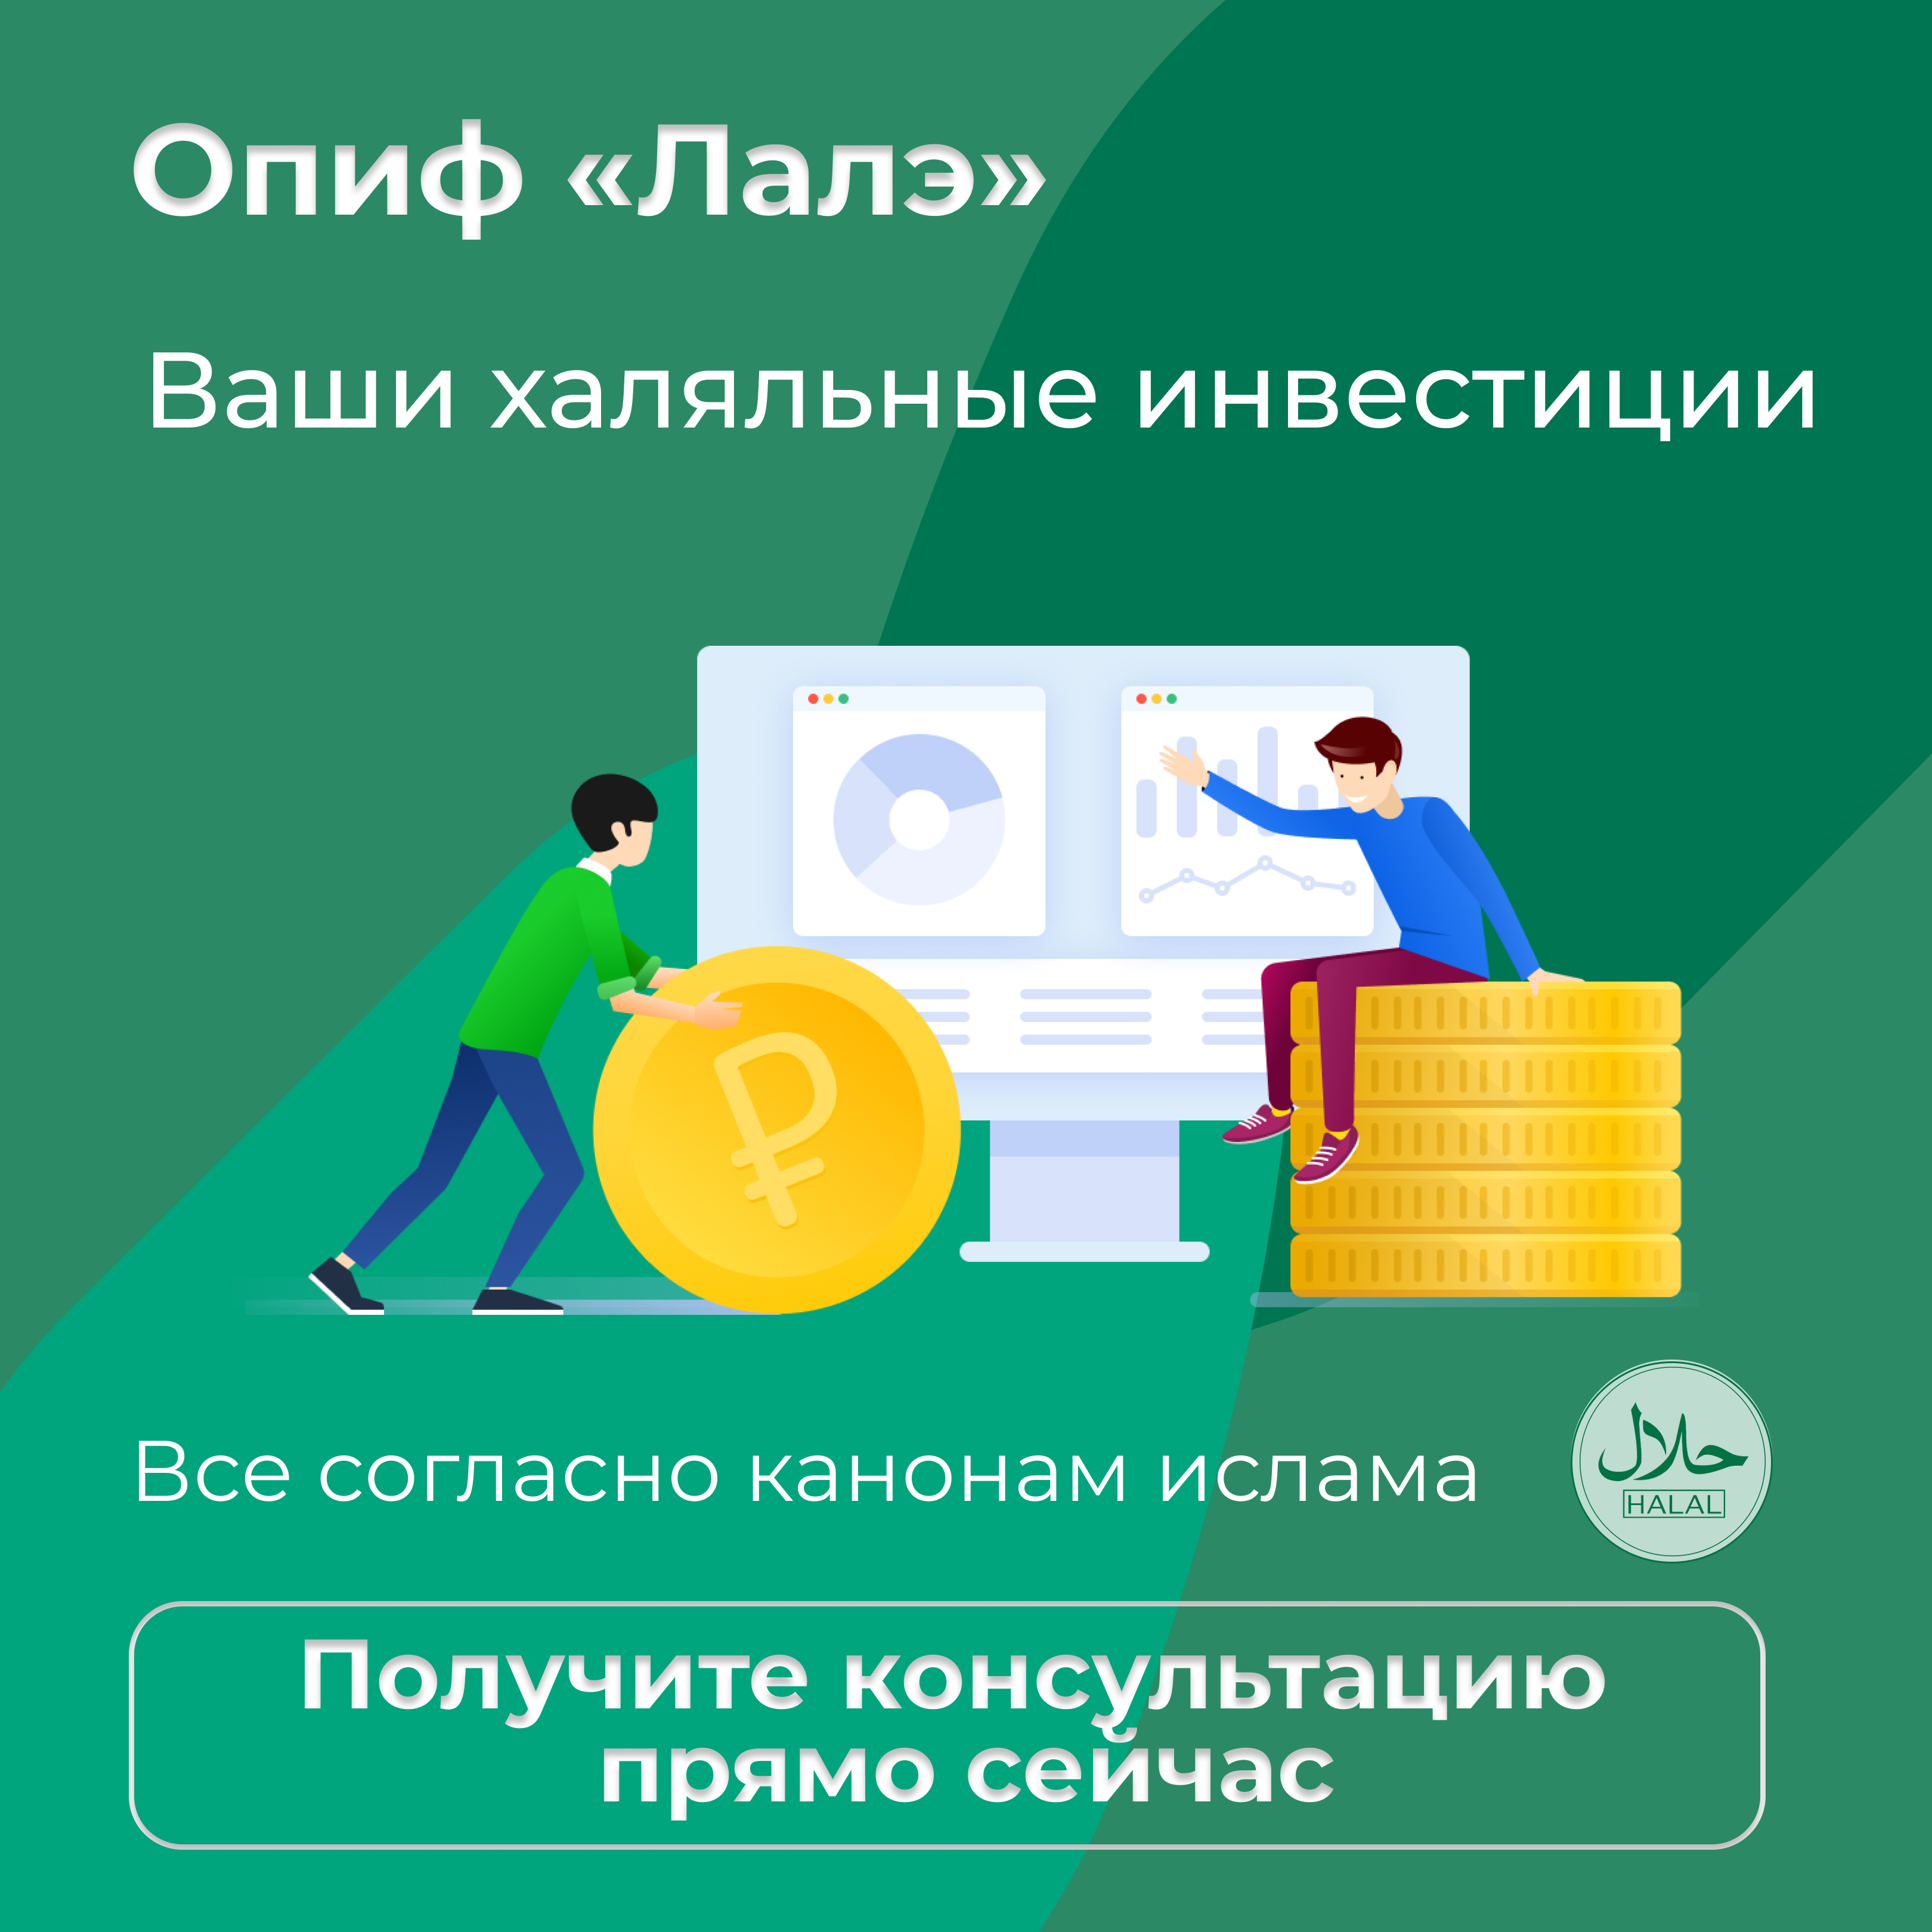 Опиф «Лалэ»
Ваши халяльные инвестиции
Все согласно канонам ислама
حلال
HALAL
Получите консультацию
прямо сейчас